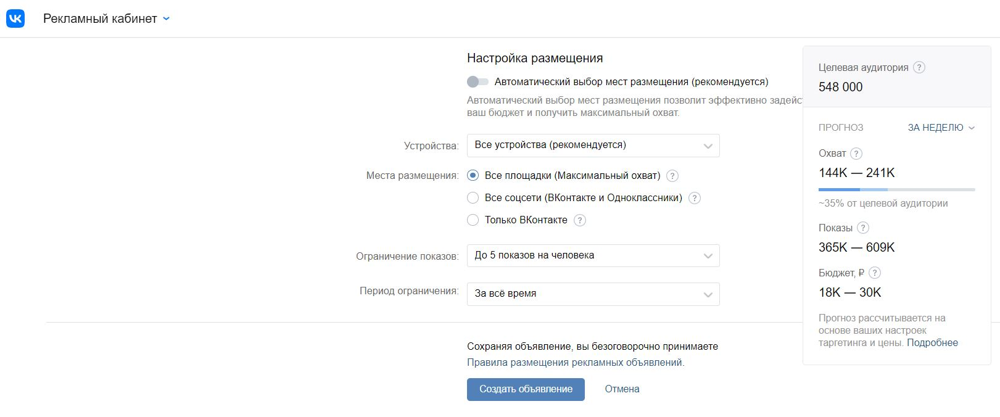 Рекламный кабинет
Настройка размещения
Автоматический выбор мест размещения (рекомендуется)
Автоматический выбор мест размещения позволит эффективно задейс
ваш бюджет и получить максимальный охват.
Устройства: Все устройства (рекомендуется)
Места размещения: Все площадки (Максимальный охват) ?
Все соцсети (ВКонтакте и Одноклассники) ?
Только ВКонтакте ?
Ограничение показов: До 5 показов на человека
Период ограничения: За всё время
Сохраняя объявление, вы безоговорочно принимаете
Правила размещения рекламных объявлений.
Создать объявление Отмена
Целевая аудитория ?
548 000
ПРОГНОЗ ЗА НЕДЕЛЮ
Охват ?
144K — 241K
~35% от целевой аудитории
Показы ?
365K — 609K
Бюджет, ₽ ?
18K — 30K
Прогноз рассчитывается на
основе ваших настроек
таргетинга и цены. Подробнее